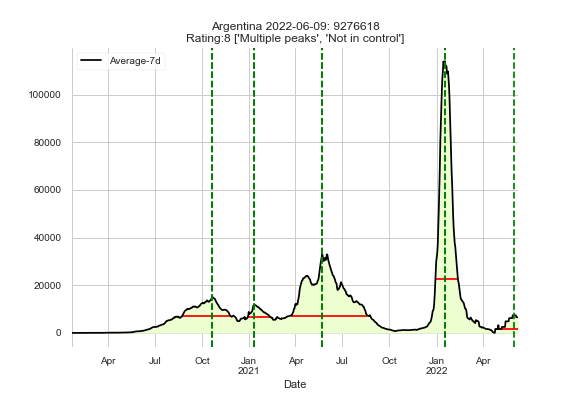 Argentina 2022-06-09: 9276618
Rating:8 ['Multiple peaks', 'Not in control']
Average-7d
100000
80000
60000
40000
20000
0
Apr Jul Oct Jan Apr Jul Oct Jan Apr
2021 2022
Date